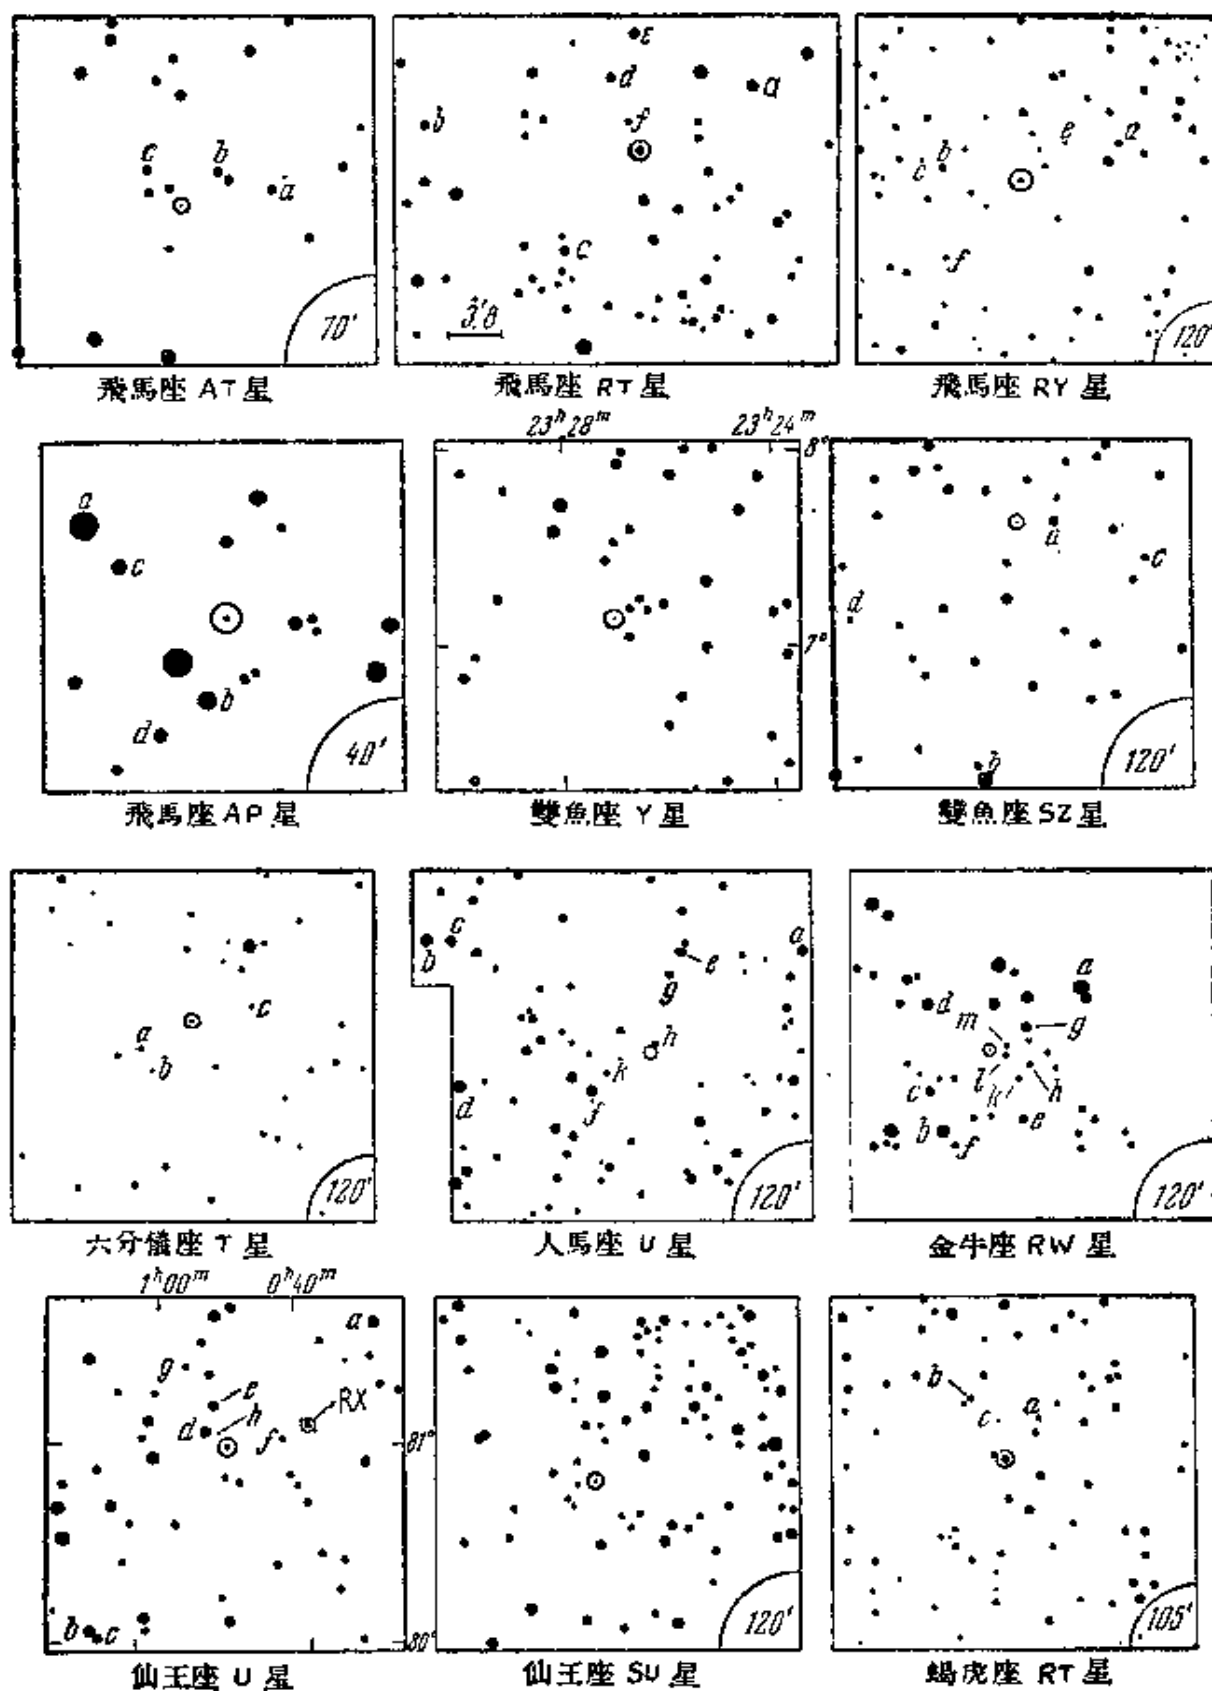 c b a
70'
飛馬座 AT 星
ε
d a
b f
c
3.'8
飛馬座 RT 星
e a
b
c
f
120'
飛馬座 RY 星
a
c
b
d
40'
飛馬座 AP 星
23ʰ28ᵐ 23ʰ24ᵐ
8°
7°
雙魚座 Y 星
a
c
d
b
120'
雙魚座 SZ 星
c
a
b
120'
六分儀座 T 星
c a
b e
g
h
k
d f
120'
人馬座 U 星
a
d
m g
l
c k h
b f e
120'
金牛座 RW 星
1ʰ00ᵐ 0ʰ40ᵐ
a
g
e RX
d h f
81°
b c
80°
仙王座 U 星
120'
仙王座 SU 星
b
c a
105'
蝎虎座 RT 星